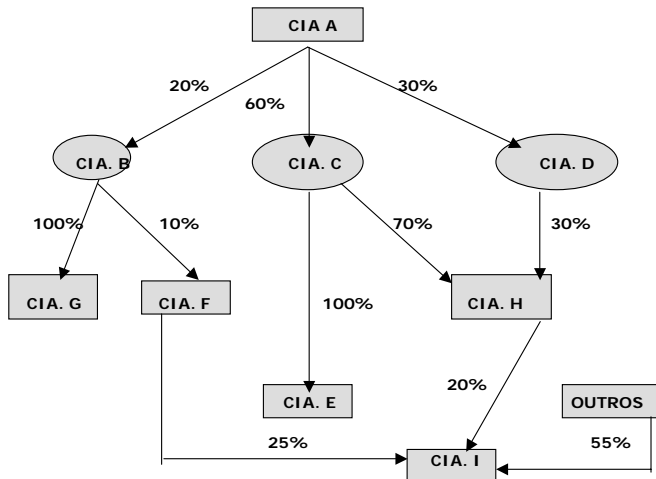 CIA A
20%
60%
30%
CIA. B
CIA. C
CIA. D
100%
10%
70%
30%
CIA. G
CIA. F
100%
CIA. H
CIA. E
20%
OUTROS
25%
CIA. I
55%